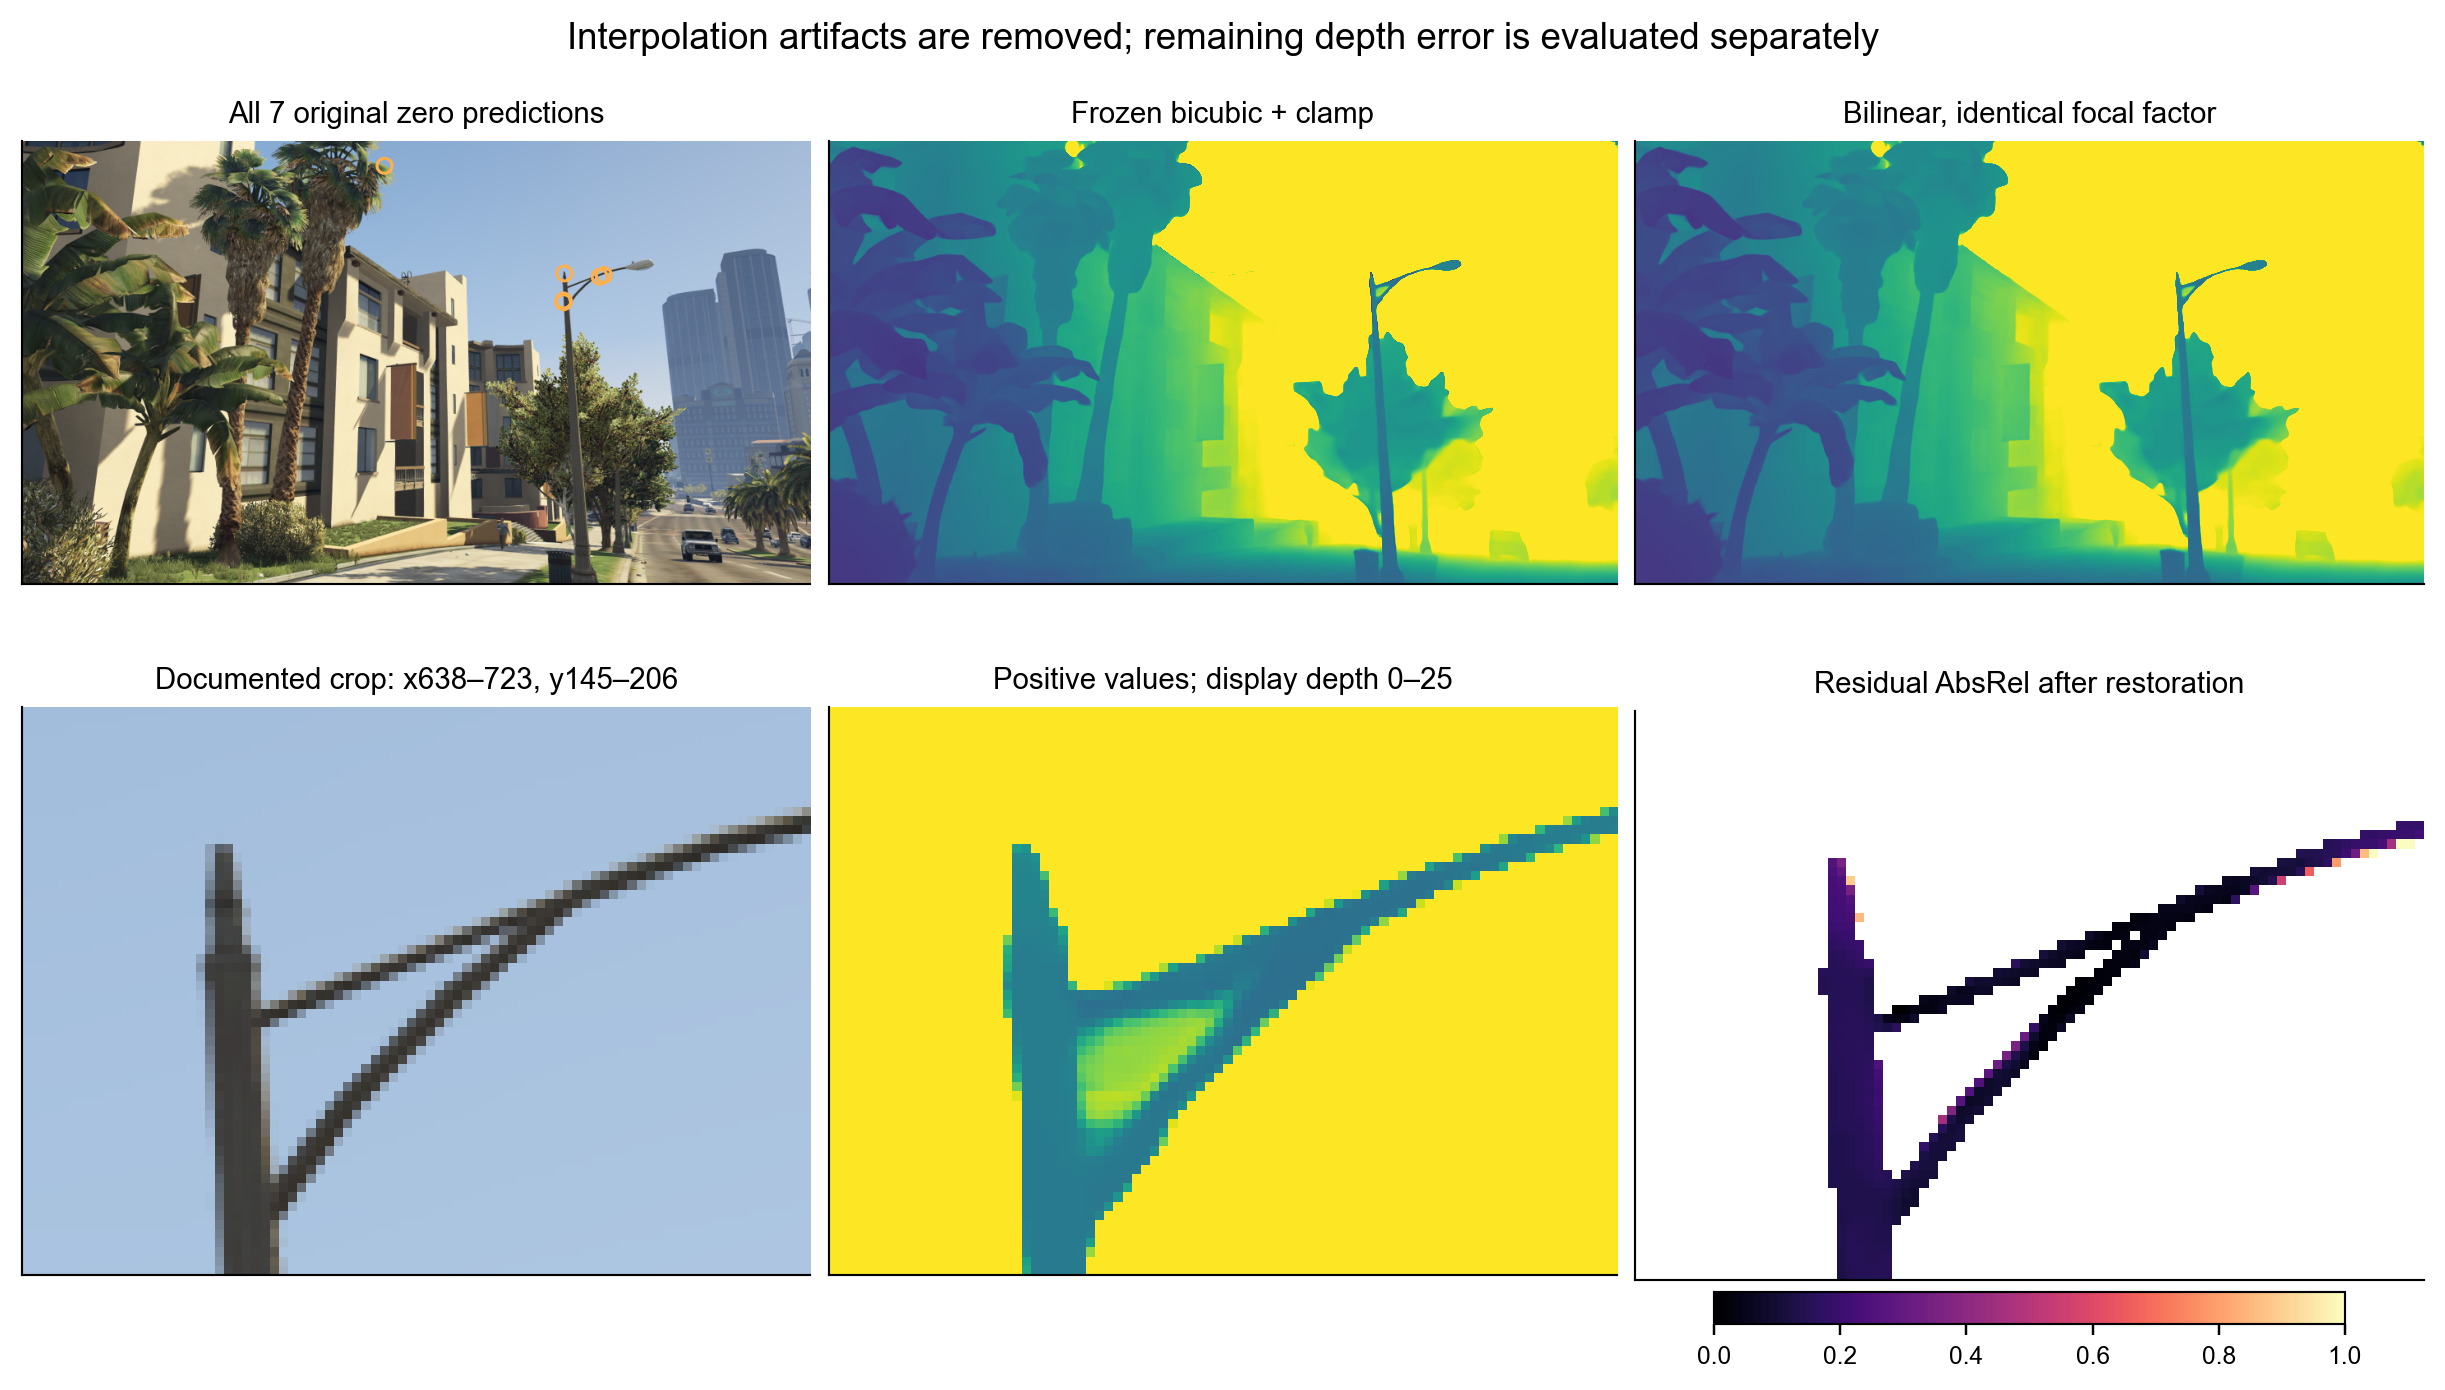 Interpolation artifacts are removed; remaining depth error is evaluated separately
All 7 original zero predictions
Frozen bicubic + clamp
Bilinear, identical focal factor
Documented crop: x638–723, y145–206
Positive values; display depth 0–25
Residual AbsRel after restoration
0.0 0.2 0.4 0.6 0.8 1.0